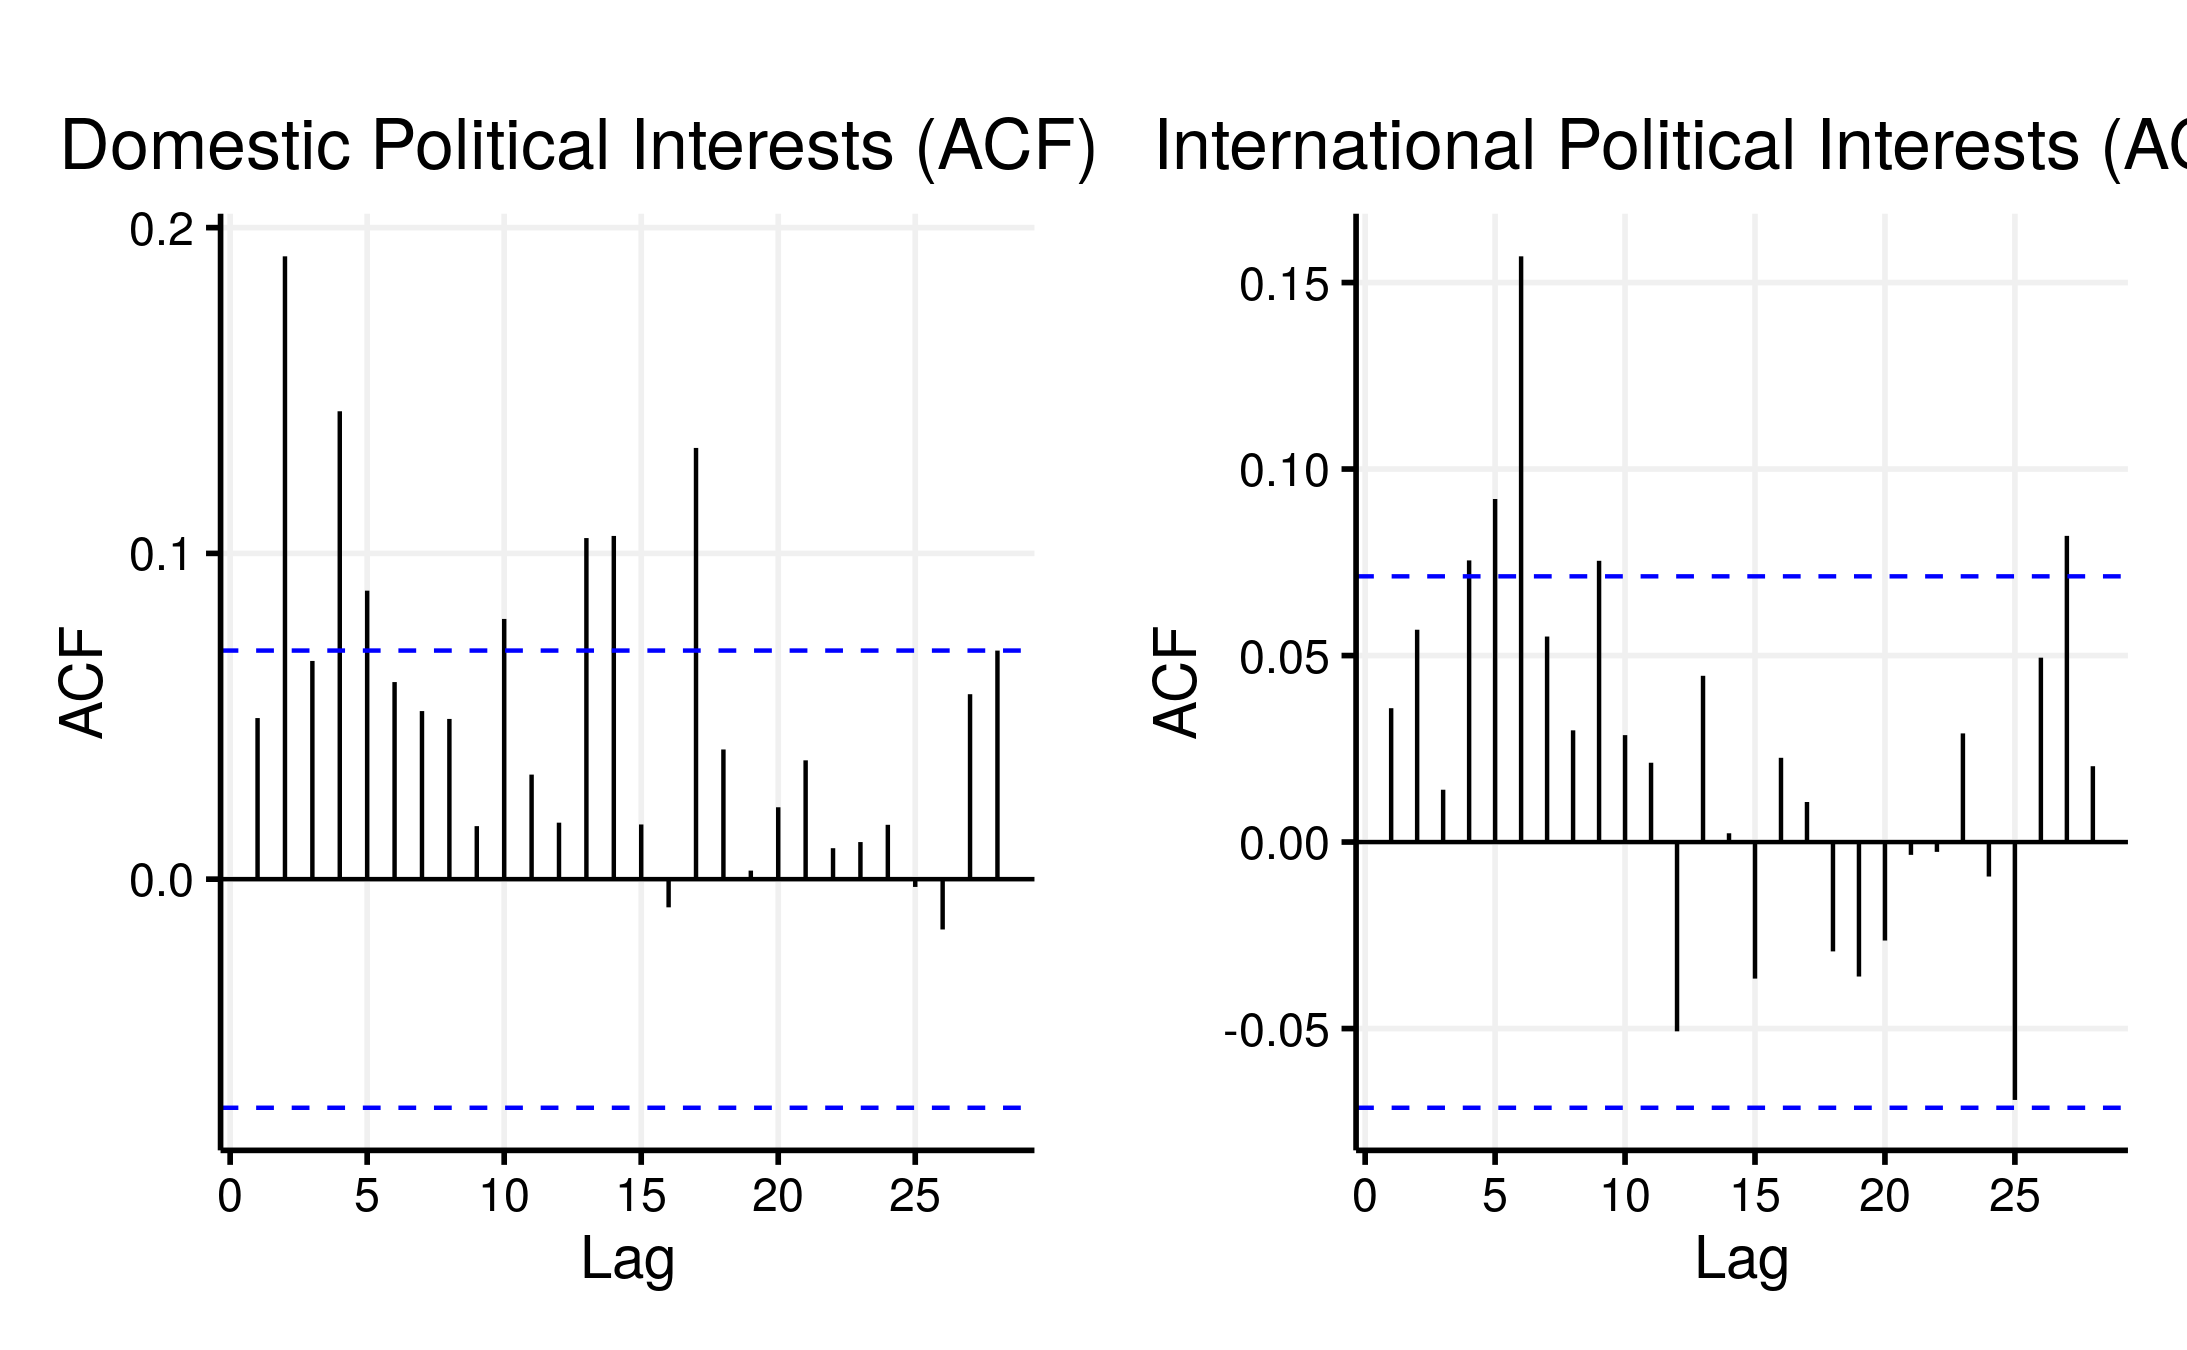 Domestic Political Interests (ACF)
0.2
0.1
0.0
ACF
0 5 10 15 20 25
Lag
International Political Interests (AC
0.15
0.10
0.05
0.00
-0.05
ACF
0 5 10 15 20 25
Lag